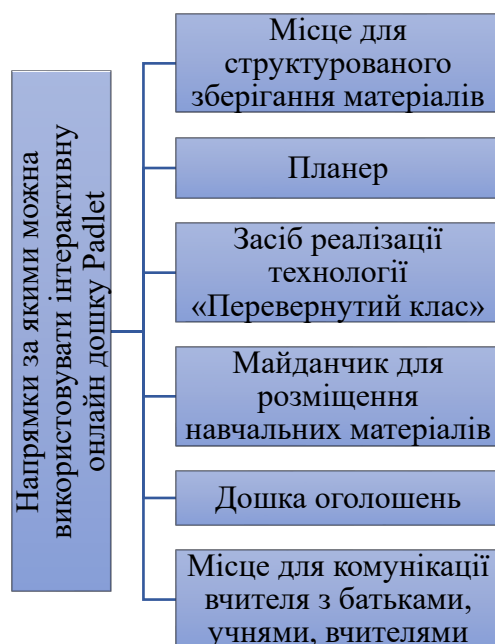 Напрямки за якими можна
використовувати інтерактивну
онлайн дошку Padlet
Місце для
структурованого
зберігання матеріалів
Планер
Засіб реалізації
технології
«Перевернутий клас»
Майданчик для
розміщення
навчальних матеріалів
Дошка оголошень
Місце для комунікації
вчителя з батьками,
учнями, вчителями